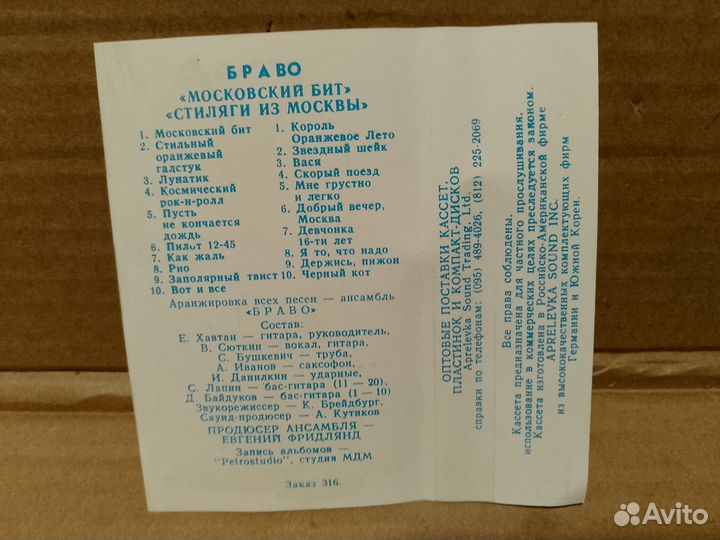 БРАВО
«МОСКОВСКИЙ БИТ»
«СТИЛЯГИ ИЗ МОСКВЫ»
1. Московский бит
2. Стильный
оранжевый
галстук
3. Лунатик
4. Космический
рок-н-ролл
5. Пусть
не кончается
дождь
6. Пилот 12-45
7. Как жаль
8. Рио
9. Заполярный твист
10. Вот и все
1. Король
Оранжевое Лето
2. Звездный шейк
3. Вася
4. Скорый поезд
5. Мне грустно
и легко
6. Добрый вечер,
Москва
7. Девчонка
16-ти лет
8. Я то, что надо
9. Держись, пижон
10. Черный кот
Аранжировка всех песен — ансамбль
«БРАВО»
Состав:
Е. Хавтан — гитара, руководитель,
В. Сюткин — вокал, гитара,
С. Бушкевич — труба,
А. Иванов — саксофон,
И. Данилкин — ударные,
С. Лапин — бас-гитара (11 — 20),
Д. Байдуков — бас-гитара (1 — 10)
Звукорежиссер — К. Брейдбург.
Саунд-продюсер — А. Кутиков
ПРОДЮСЕР АНСАМБЛЯ —
ЕВГЕНИЙ ФРИДЛЯНД
Запись альбомов —
"Petrostudio", студия МДМ
Заказ 316.
ОПТОВЫЕ ПОСТАВКИ КАССЕТ,
ПЛАСТИНОК И КОМПАКТ-ДИСКОВ
Aprelevka Sound Trading, Ltd.
справки по телефонам: (095) 489-4026, (812) 225-2069
Все права соблюдены.
Кассета предназначена для частного прослушивания.
использование в коммерческих целях преследуется законом.
Кассета изготовлена в Российско-Американской фирме
APRELEVKA SOUND INC.
из высококачественных комплектующих фирм
Германии и Южной Кореи.
Avito